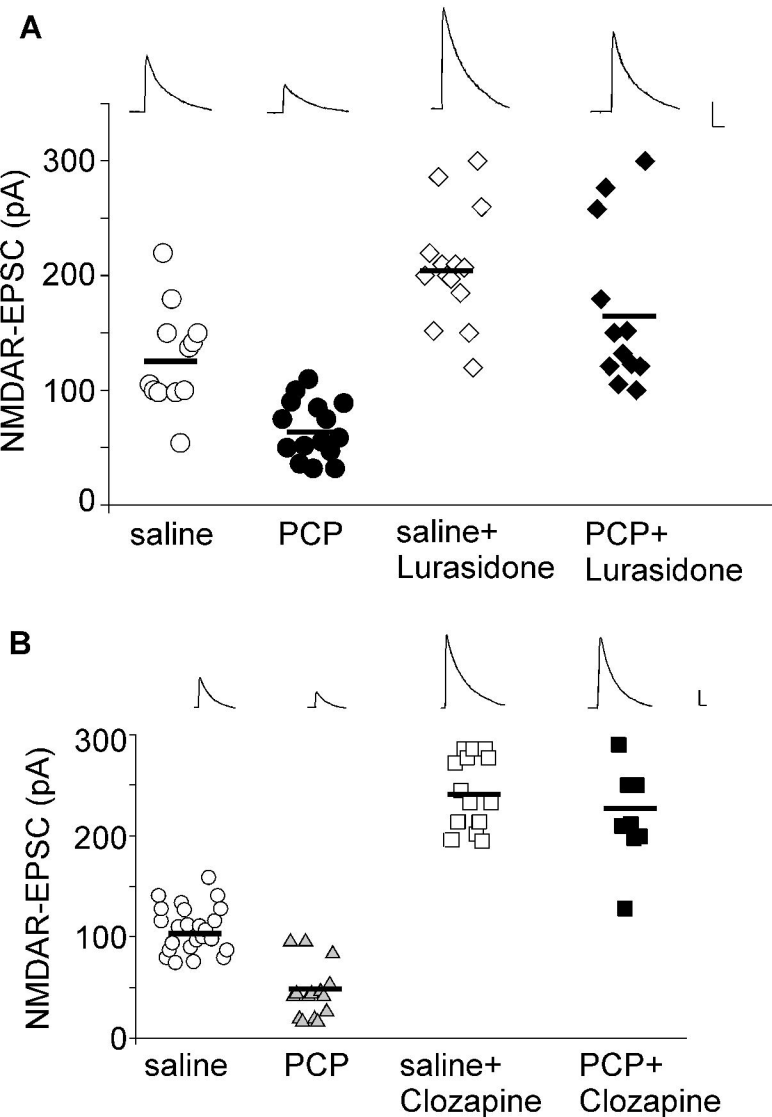 A
NMDAR-EPSC (pA)
300
200
100
0
saline
PCP
saline+
Lurasidone
PCP+
Lurasidone
B
NMDAR-EPSC (pA)
300
200
100
0
saline
PCP
saline+
Clozapine
PCP+
Clozapine